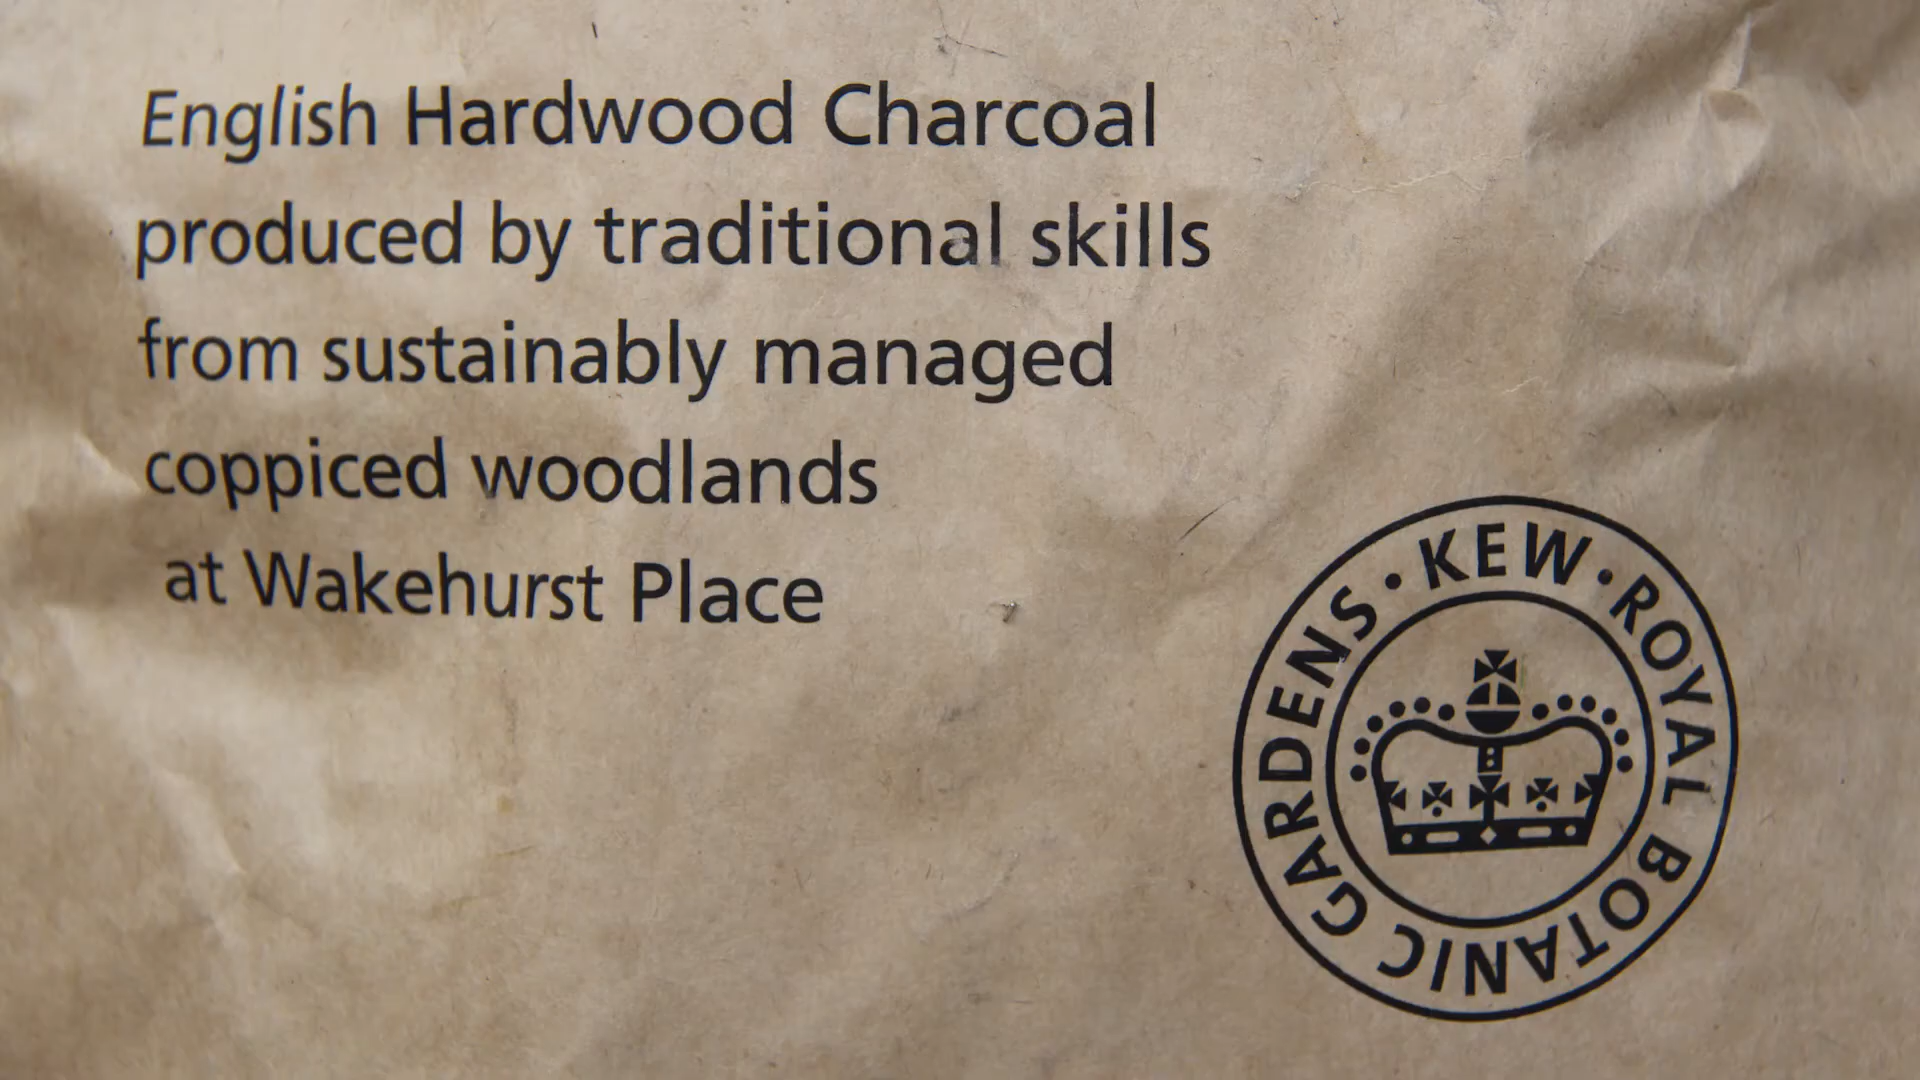 English Hardwood Charcoal
produced by traditional skills
from sustainably managed
coppiced woodlands
at Wakehurst Place
KEW · ROYAL BOTANIC GARDENS ·